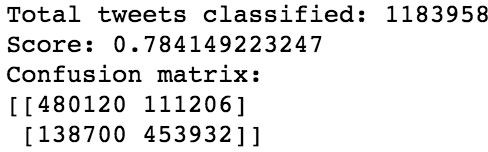 Total tweets classified: 1183958
Score: 0.784149223247
Confusion matrix:
[[480120 111206]
 [138700 453932]]